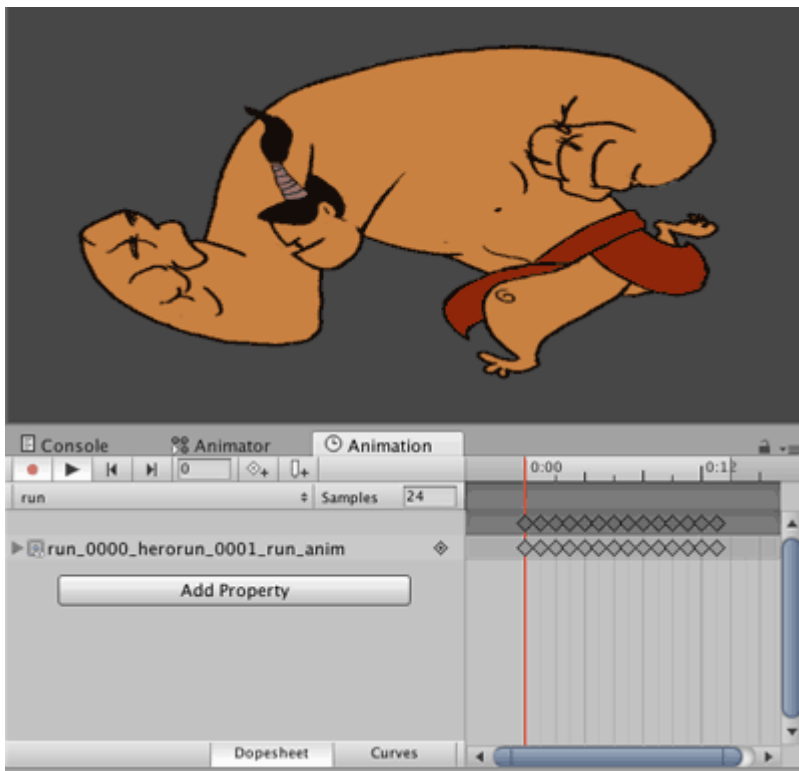 Console Animator Animation
0 0:00 0:12
run Samples 24
run_0000_herorun_0001_run_anim
Add Property
Dopesheet Curves